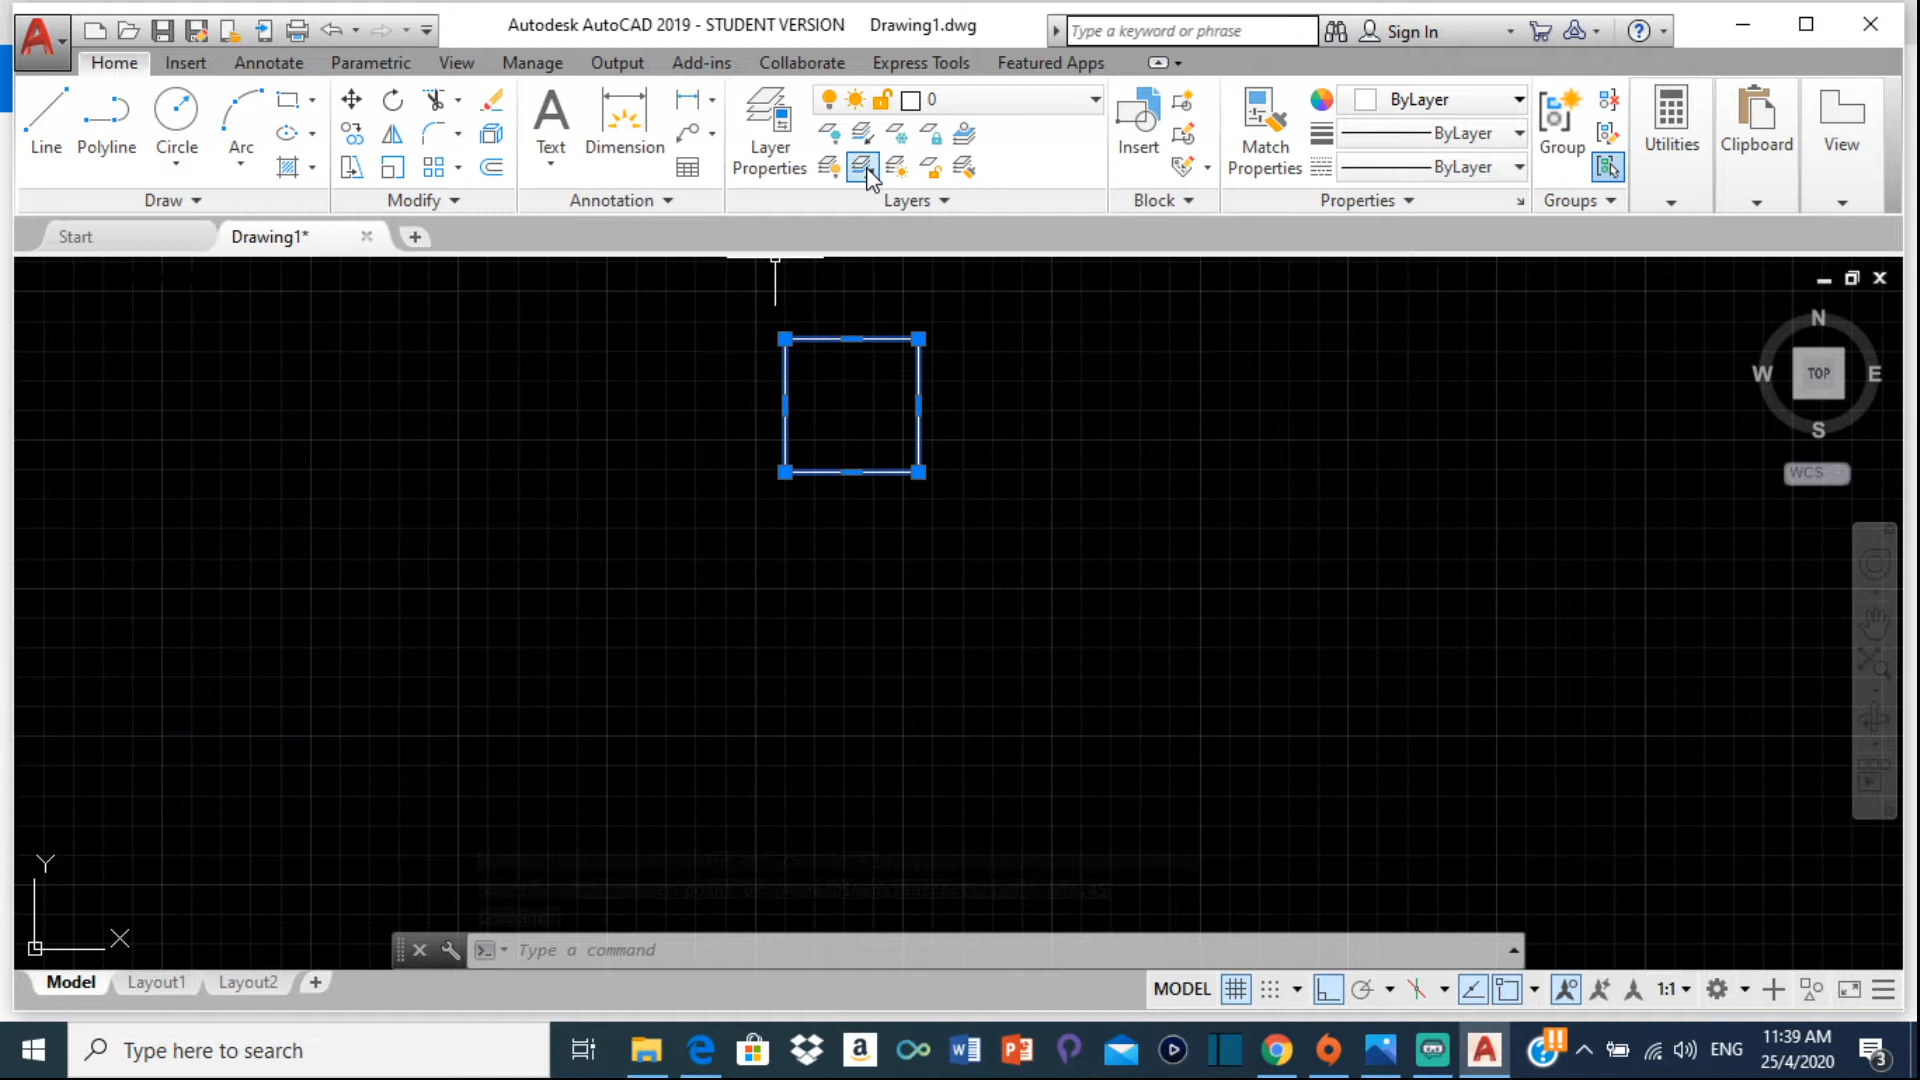 Autodesk AutoCAD 2019 - STUDENT VERSION Drawing1.dwg
Type a keyword or phrase
Sign In
Home Insert Annotate Parametric View Manage Output Add-ins Collaborate Express Tools Featured Apps
0
ByLayer
Line Polyline Circle Arc
Text Dimension
Layer Properties
Insert
Match Properties
ByLayer
Group
Utilities
Clipboard
View
ByLayer
Draw Modify Annotation Layers Block Properties Groups
Start Drawing1*
N
W TOP E
S
WCS
Y
X
Type a command
Model Layout1 Layout2
MODEL 1:1
Type here to search
ENG
11:39 AM
25/4/2020
3